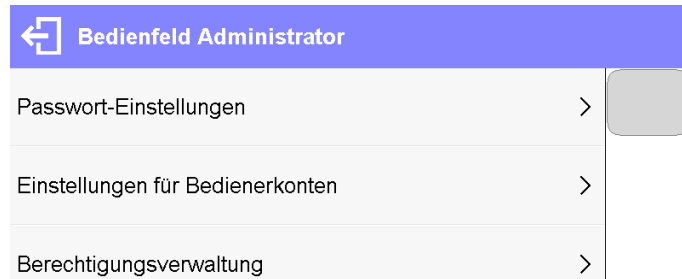 Bedienfeld Administrator
Passwort-Einstellungen
Einstellungen für Bedienerkonten
Berechtigungsverwaltung